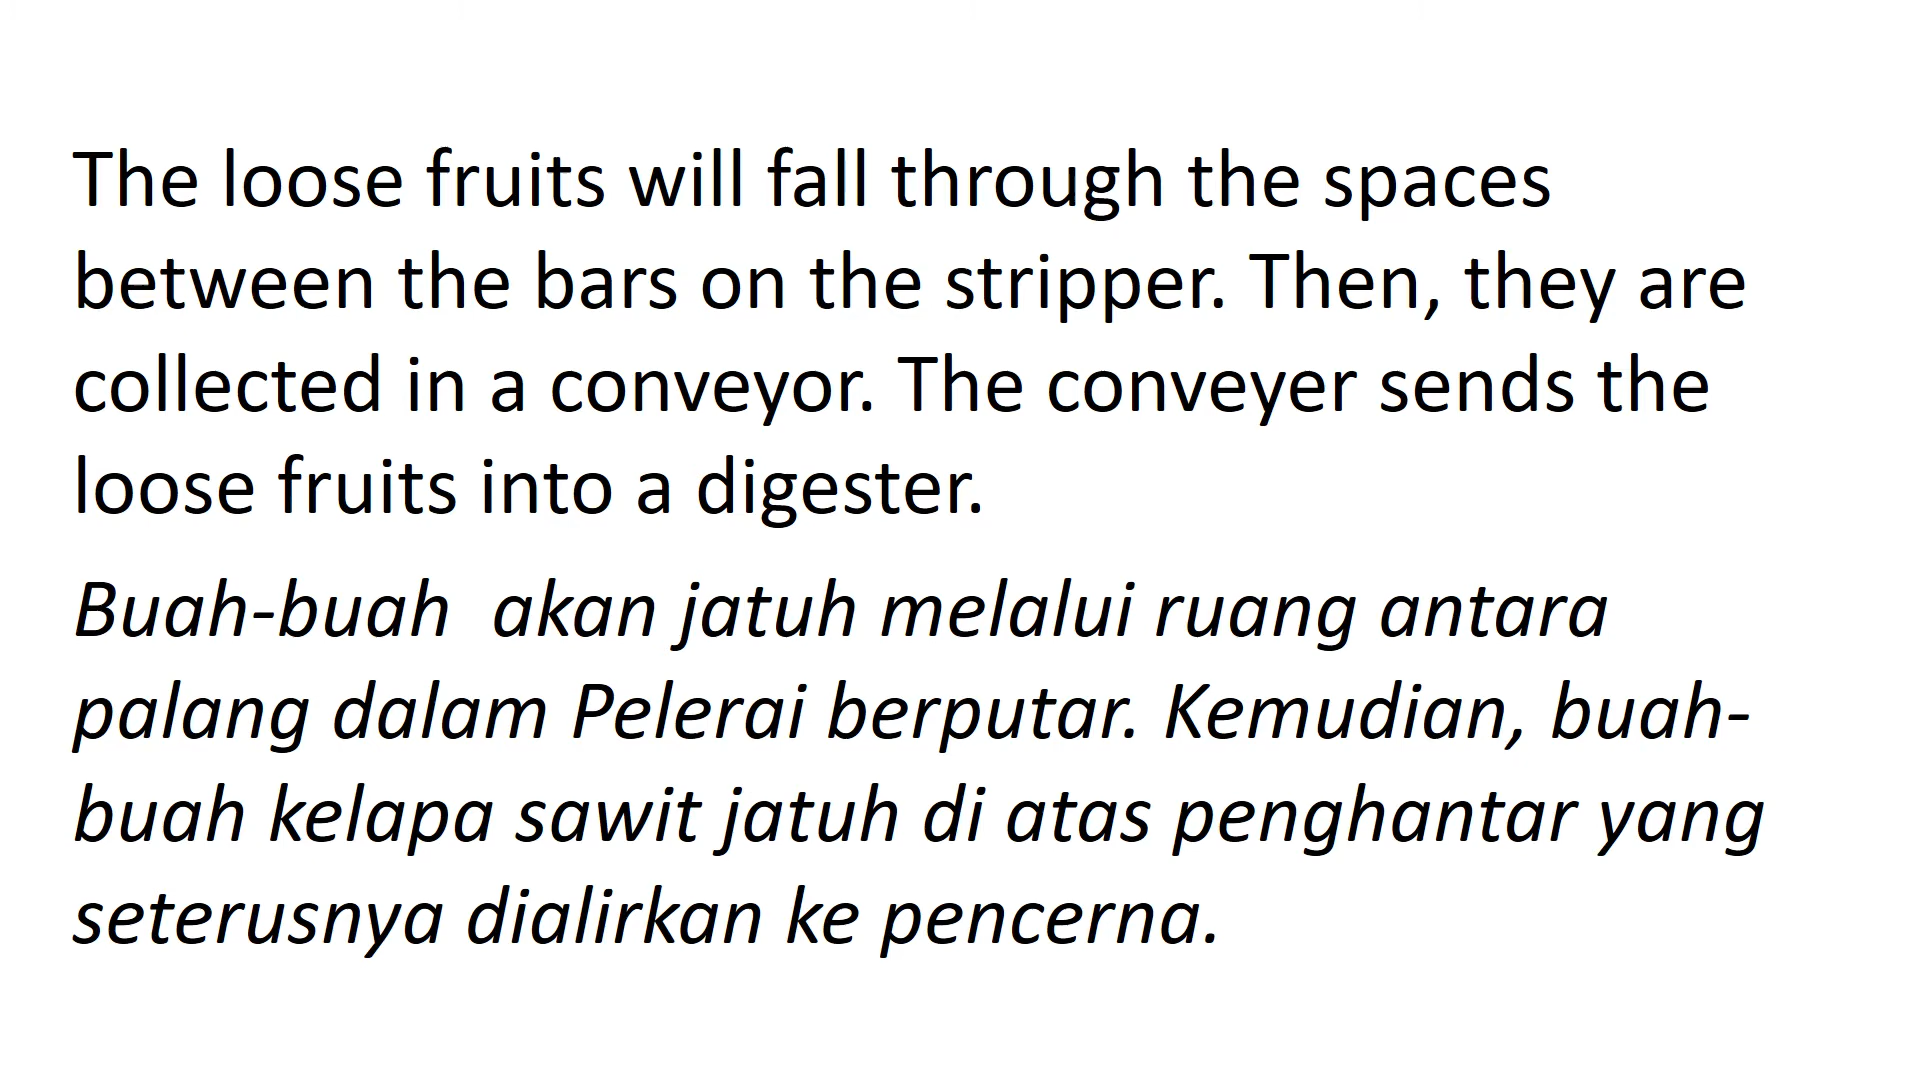 The loose fruits will fall through the spaces
between the bars on the stripper. Then, they are
collected in a conveyor. The conveyer sends the
loose fruits into a digester.
Buah-buah  akan jatuh melalui ruang antara
palang dalam Pelerai berputar. Kemudian, buah-
buah kelapa sawit jatuh di atas penghantar yang
seterusnya dialirkan ke pencerna.